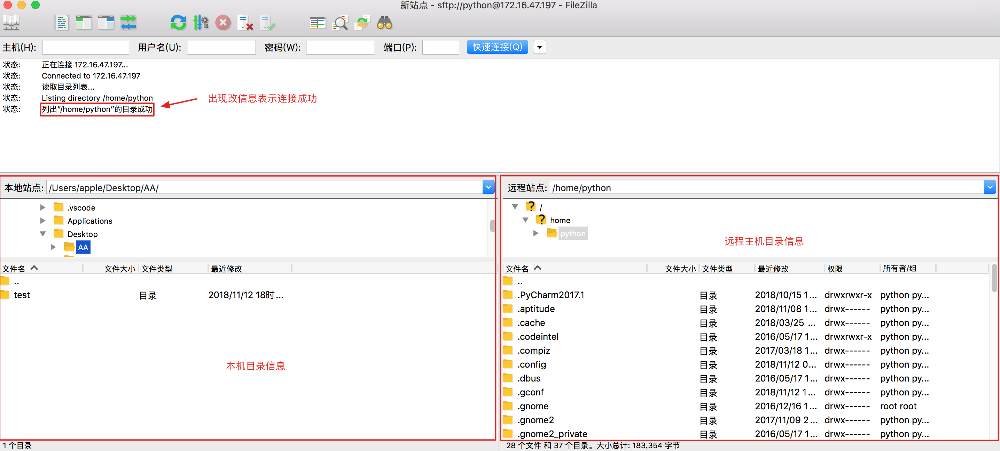 新站点 - sftp://python@172.16.47.197 - FileZilla
主机(H): 用户名(U): 密码(W): 端口(P): 快速连接(Q)
状态: 正在连接 172.16.47.197...
状态: Connected to 172.16.47.197
状态: 读取目录列表...
状态: Listing directory /home/python
状态: 列出“/home/python”的目录成功
出现改信息表示连接成功
本地站点: /Users/apple/Desktop/AA/
.vscode
Applications
Desktop
AA
文件名 文件大小 文件类型 最近修改
..
test 目录 2018/11/12 18时...
本机目录信息
1 个目录
远程站点: /home/python
? /
? home
python
远程主机目录信息
文件名 文件大小 文件类型 最近修改 权限 所有者/组
..
.PyCharm2017.1 目录 2018/10/15 1... drwxrwxr-x python py...
.aptitude 目录 2018/11/08 1... drwx------ python py...
.cache 目录 2018/03/25 ... drwx------ python py...
.codeintel 目录 2016/05/17 1... drwxrwxr-x python py...
.compiz 目录 2017/03/18 1... drwx------ python py...
.config 目录 2018/11/12 0... drwx------ python py...
.dbus 目录 2016/05/17 1... drwx------ python py...
.gconf 目录 2018/11/12 1... drwx------ python py...
.gnome 目录 2016/12/16 1... drwx------ root root
.gnome2 目录 2017/11/09 2... drwx------ python py...
.gnome2_private 目录 2016/05/17 1... drwx------ python py...
28 个文件 和 37 个目录。大小总计: 183,354 字节